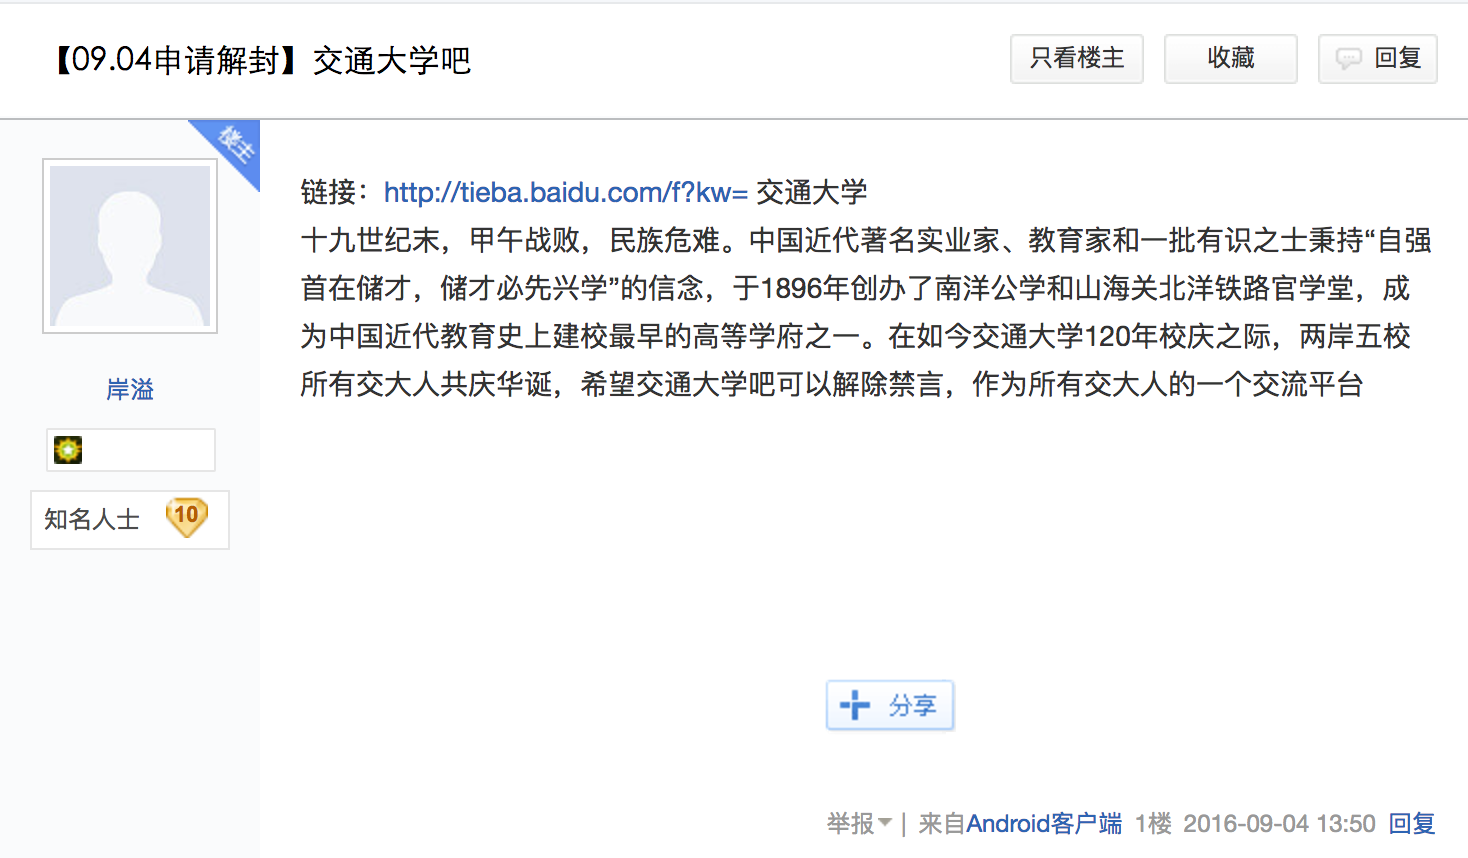 【09.04申请解封】交通大学吧
只看楼主
收藏
回复
楼主
链接：http://tieba.baidu.com/f?kw= 交通大学
十九世纪末，甲午战败，民族危难。中国近代著名实业家、教育家和一批有识之士秉持“自强
首在储才，储才必先兴学”的信念，于1896年创办了南洋公学和山海关北洋铁路官学堂，成
为中国近代教育史上建校最早的高等学府之一。在如今交通大学120年校庆之际，两岸五校
所有交大人共庆华诞，希望交通大学吧可以解除禁言，作为所有交大人的一个交流平台
岸溢
知名人士 10
分享
举报 | 来自Android客户端 1楼 2016-09-04 13:50 回复